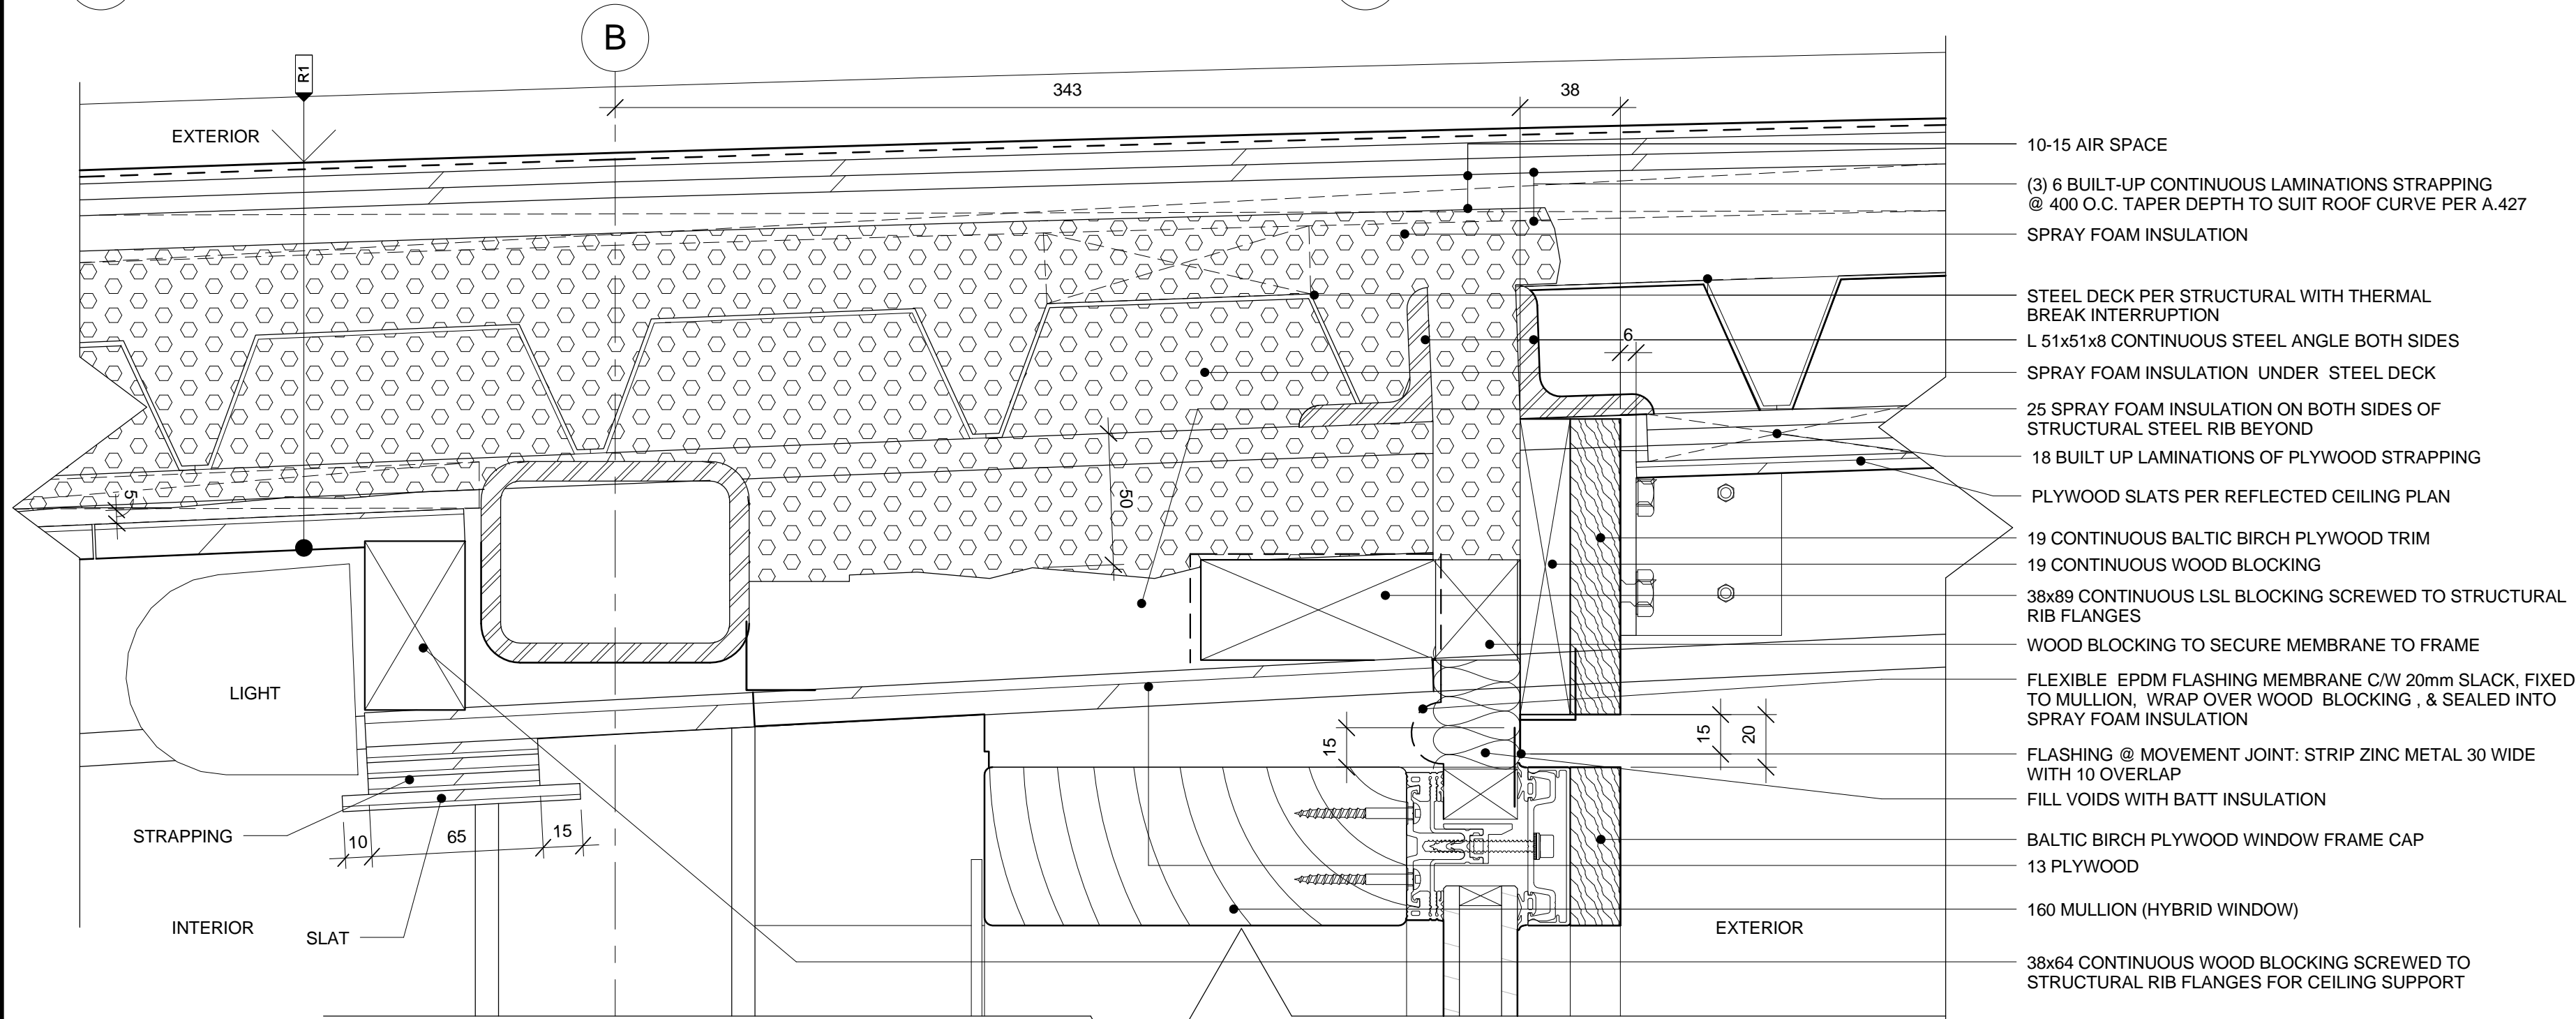 B
R1
343
38
EXTERIOR
10-15 AIR SPACE
(3) 6 BUILT-UP CONTINUOUS LAMINATIONS STRAPPING
@ 400 O.C. TAPER DEPTH TO SUIT ROOF CURVE PER A.427
SPRAY FOAM INSULATION
STEEL DECK PER STRUCTURAL WITH THERMAL
BREAK INTERRUPTION
6
L 51x51x8 CONTINUOUS STEEL ANGLE BOTH SIDES
SPRAY FOAM INSULATION UNDER STEEL DECK
25 SPRAY FOAM INSULATION ON BOTH SIDES OF
STRUCTURAL STEEL RIB BEYOND
18 BUILT UP LAMINATIONS OF PLYWOOD STRAPPING
5
50
PLYWOOD SLATS PER REFLECTED CEILING PLAN
19 CONTINUOUS BALTIC BIRCH PLYWOOD TRIM
19 CONTINUOUS WOOD BLOCKING
38x89 CONTINUOUS LSL BLOCKING SCREWED TO STRUCTURAL
RIB FLANGES
WOOD BLOCKING TO SECURE MEMBRANE TO FRAME
LIGHT
FLEXIBLE EPDM FLASHING MEMBRANE C/W 20mm SLACK, FIXED
TO MULLION, WRAP OVER WOOD BLOCKING , & SEALED INTO
SPRAY FOAM INSULATION
15
15
20
FLASHING @ MOVEMENT JOINT: STRIP ZINC METAL 30 WIDE
WITH 10 OVERLAP
FILL VOIDS WITH BATT INSULATION
STRAPPING
10
65
15
BALTIC BIRCH PLYWOOD WINDOW FRAME CAP
13 PLYWOOD
160 MULLION (HYBRID WINDOW)
INTERIOR
SLAT
EXTERIOR
38x64 CONTINUOUS WOOD BLOCKING SCREWED TO
STRUCTURAL RIB FLANGES FOR CEILING SUPPORT